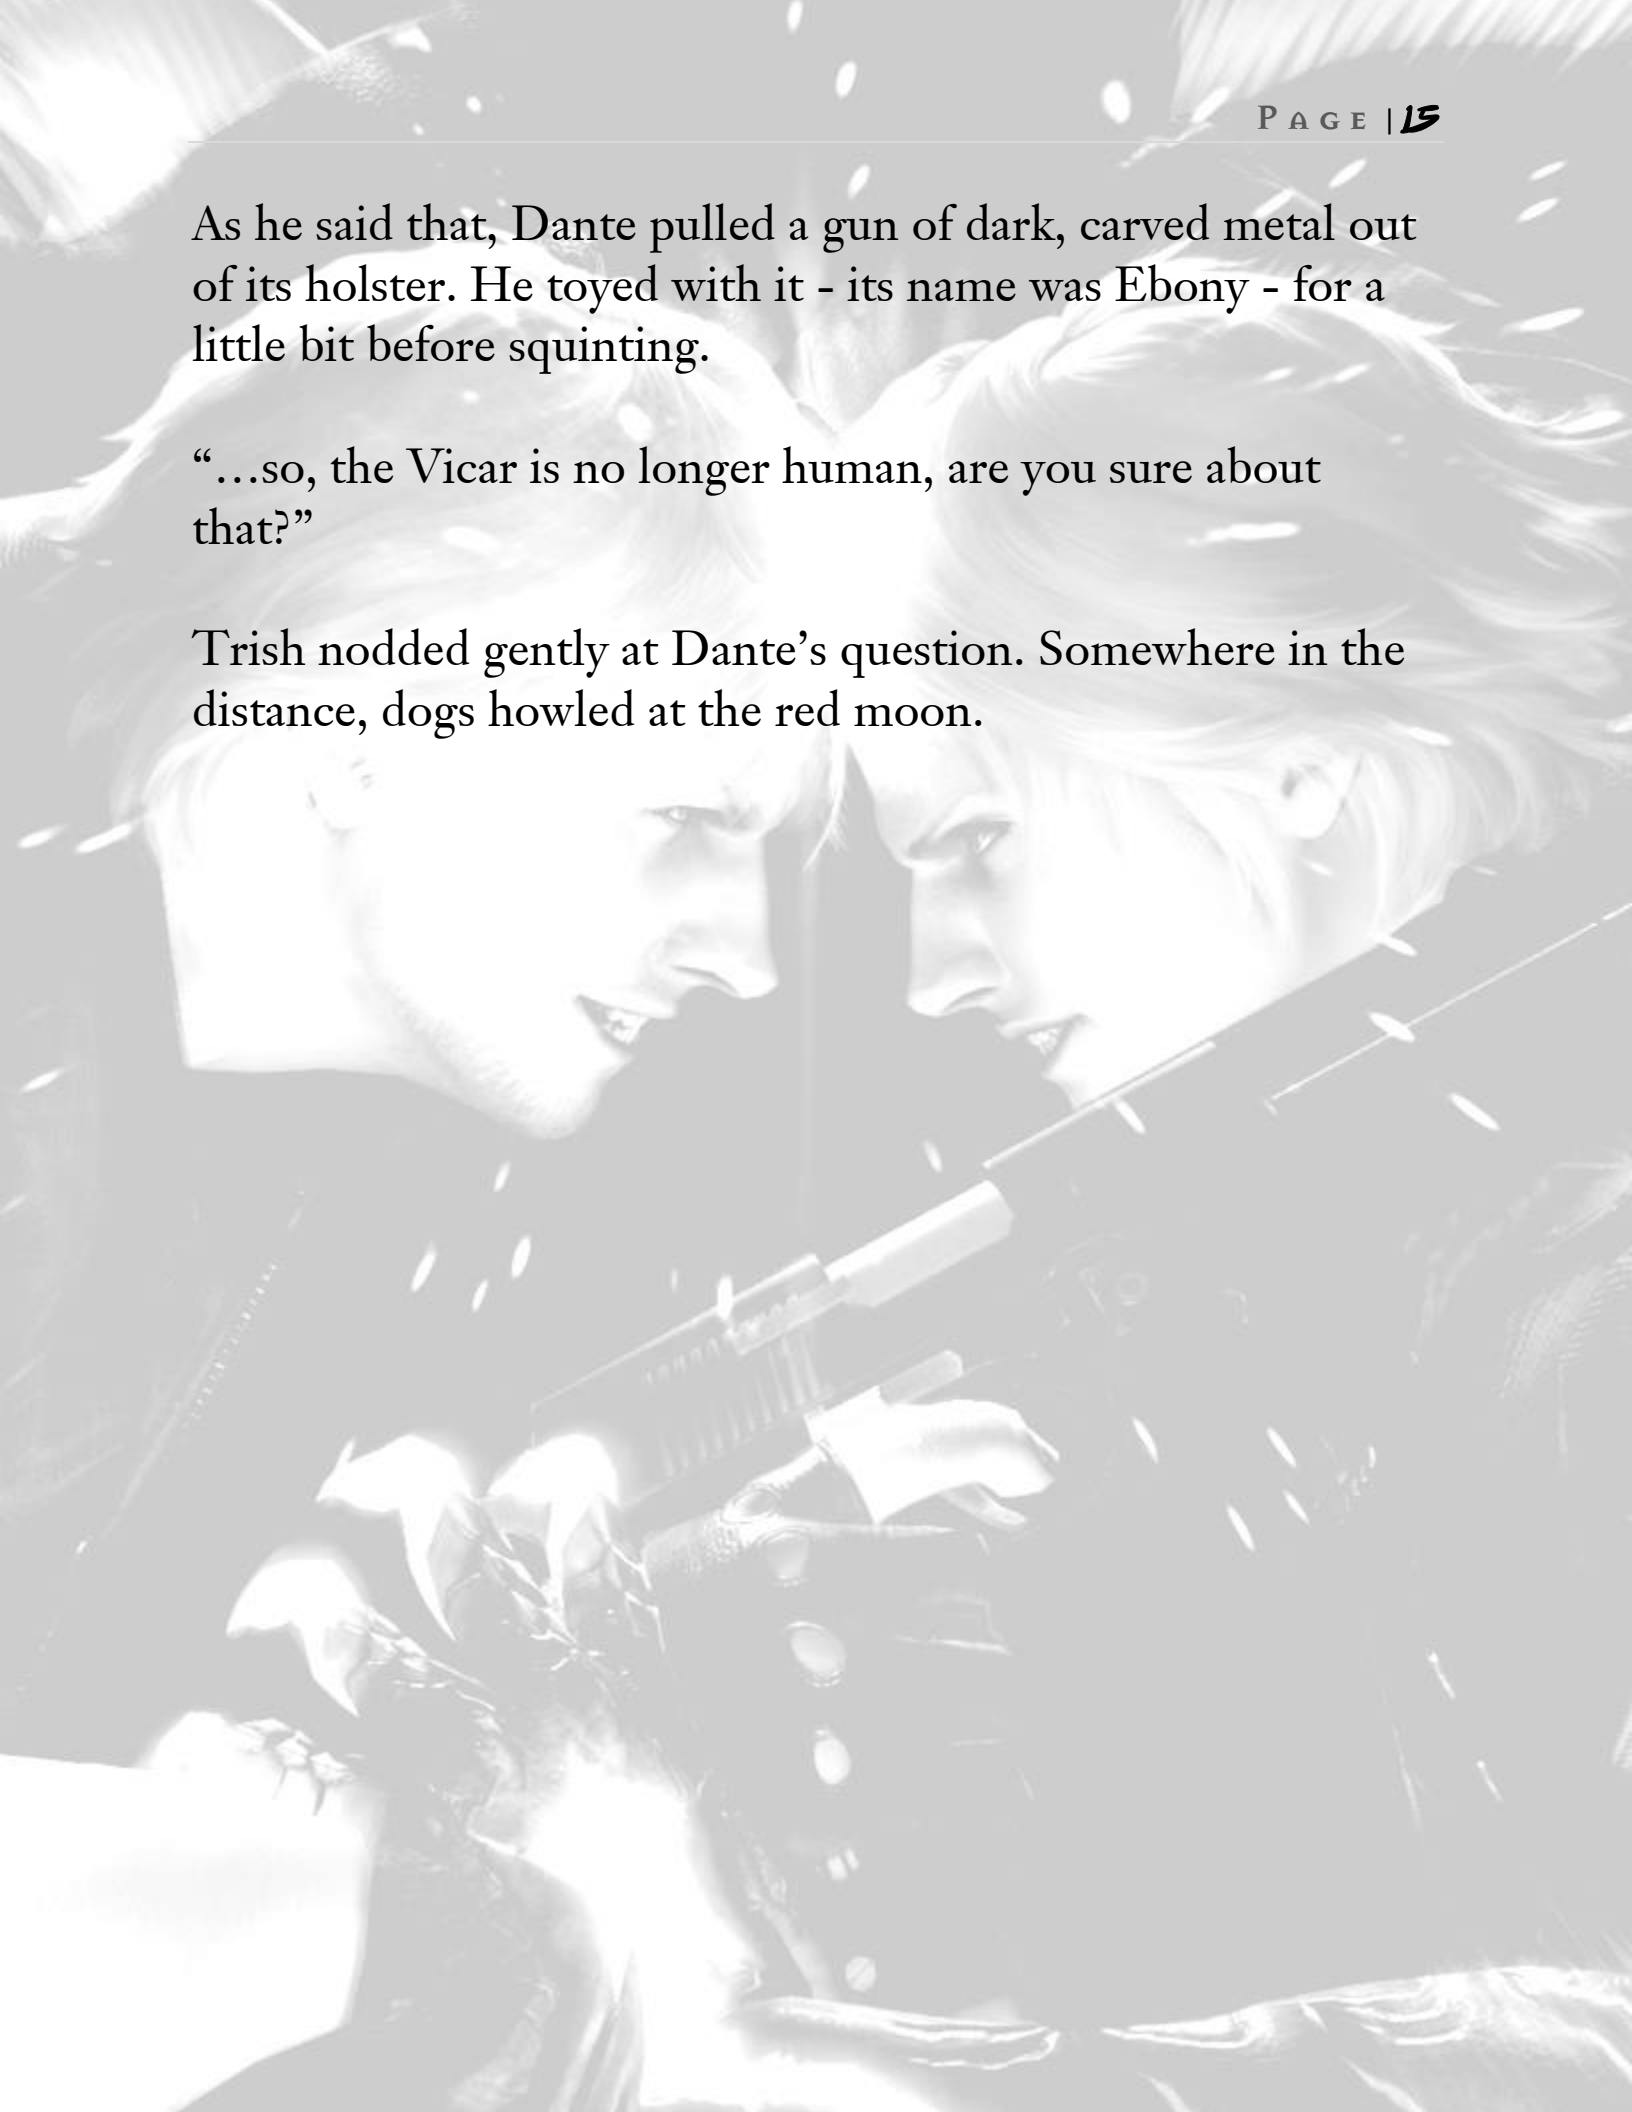 PAGE |15
As he said that, Dante pulled a gun of dark, carved metal out
of its holster. He toyed with it - its name was Ebony - for a
little bit before squinting.
“…so, the Vicar is no longer human, are you sure about
that?”
Trish nodded gently at Dante’s question. Somewhere in the
distance, dogs howled at the red moon.